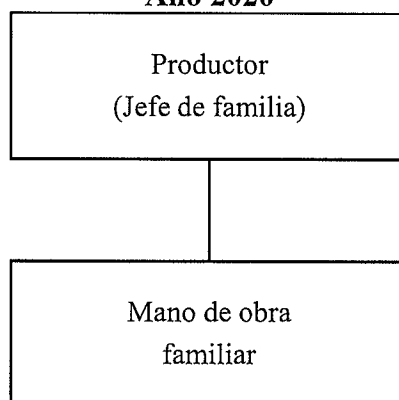 Año 2020
Productor
(Jefe de familia)
Mano de obra
familiar